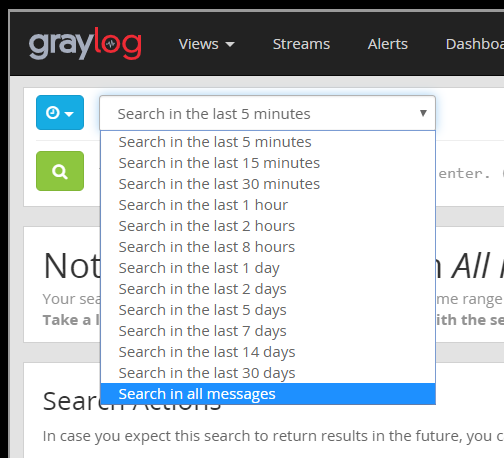 graylog
Views Streams Alerts Dashboa
Search in the last 5 minutes
Search in the last 5 minutes
Search in the last 15 minutes
Search in the last 30 minutes
enter. (
Search in the last 1 hour
Search in the last 2 hours
Search in the last 8 hours
Not
All
Search in the last 1 day
Search in the last 2 days
Your sea
me range
Search in the last 5 days
Take a l
ith the se
Search in the last 7 days
Search in the last 14 days
Search in the last 30 days
Search in all messages
Search Actions
In case you expect this search to return results in the future, you c